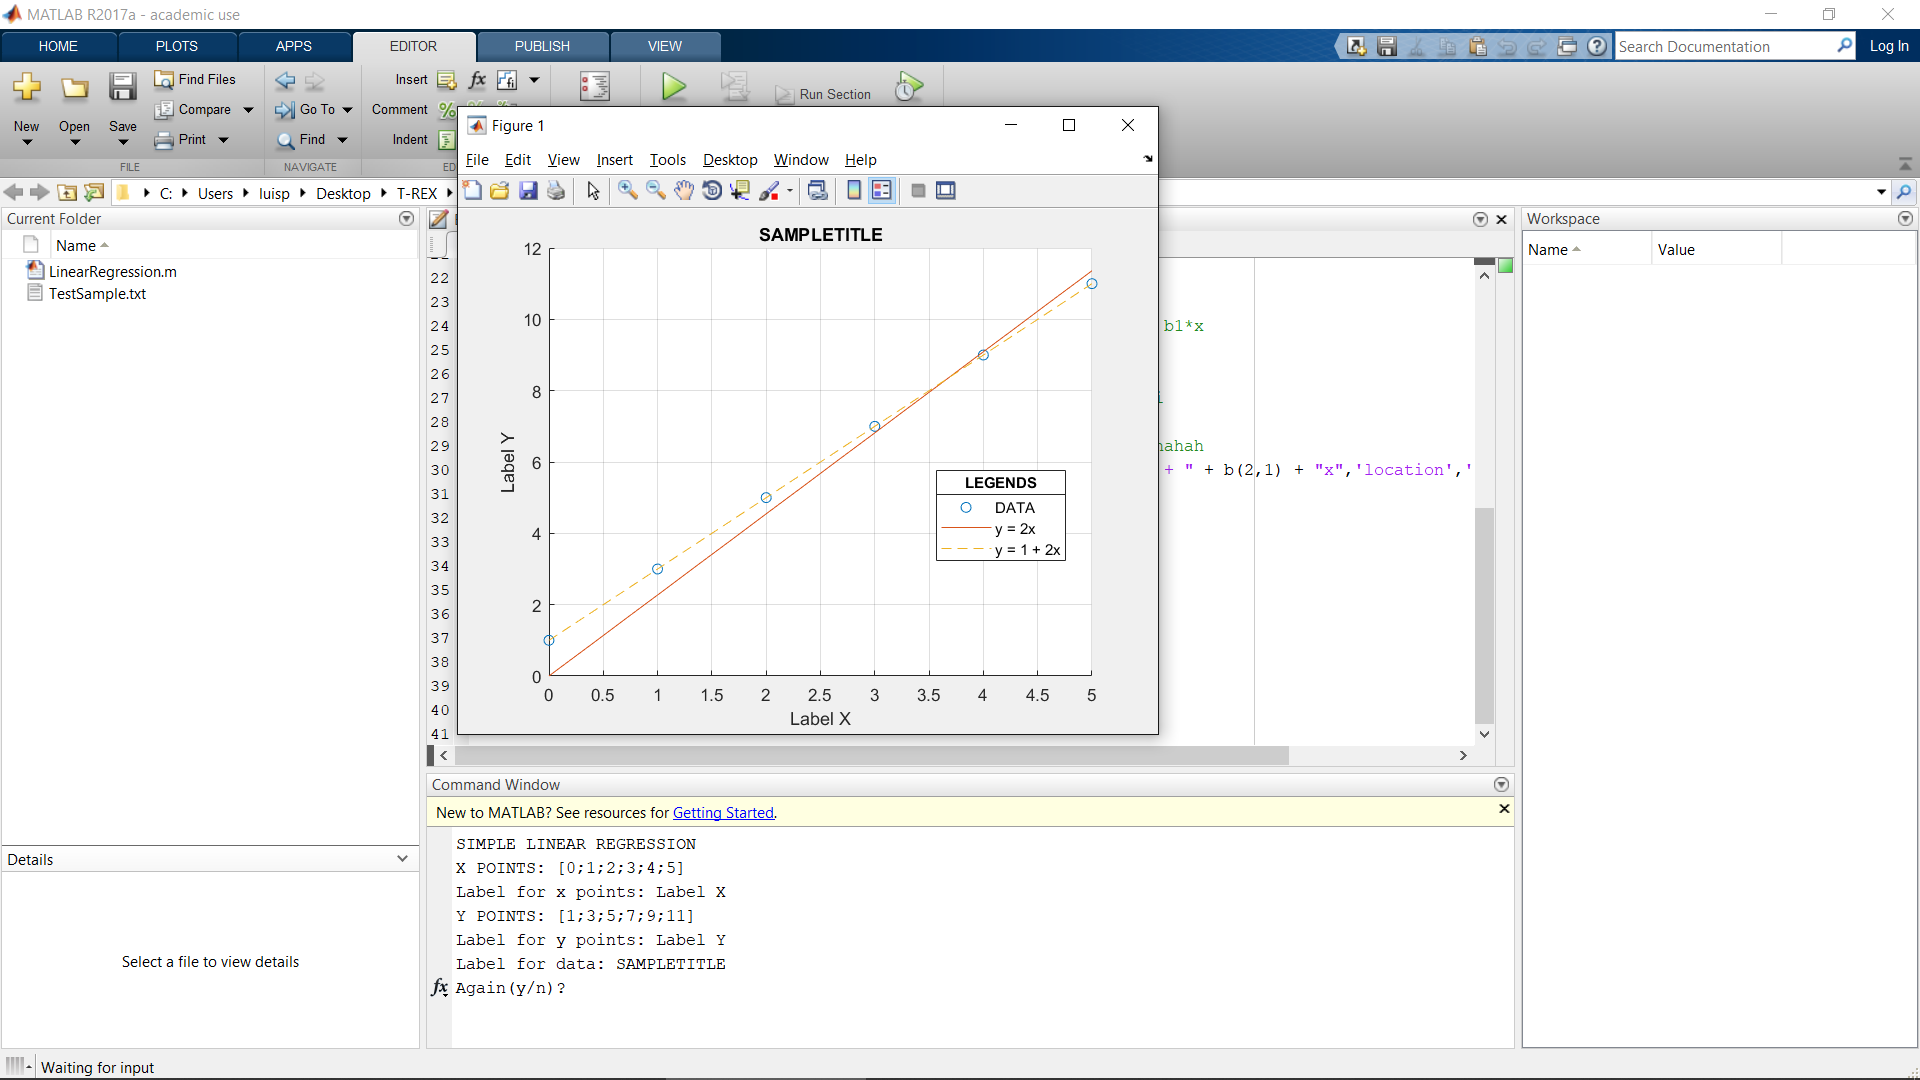 MATLAB R2017a - academic use
HOME PLOTS APPS EDITOR PUBLISH VIEW
Search Documentation
Log In
New
Open
Save
Find Files
Compare
Print
FILE
Go To
Find
NAVIGATE
Insert
Comment
Indent
Run Section
C: Users luisp Desktop T-REX
Current Folder
Name
LinearRegression.m
TestSample.txt
Details
Select a file to view details
Figure 1
File Edit View Insert Tools Desktop Window Help
SAMPLETITLE
12
10
8
6
4
2
0
0 0.5 1 1.5 2 2.5 3 3.5 4 4.5 5
Label X
Label Y
LEGENDS
DATA
y = 2x
y = 1 + 2x
22
23
24
25
26
27
28
29
30
31
32
33
34
35
36
37
38
39
40
41
b1*x
ahah
+ " + b(2,1) + "x",'location','
Workspace
Name Value
Command Window
New to MATLAB? See resources for Getting Started.
SIMPLE LINEAR REGRESSION
X POINTS: [0;1;2;3;4;5]
Label for x points: Label X
Y POINTS: [1;3;5;7;9;11]
Label for y points: Label Y
Label for data: SAMPLETITLE
fx Again(y/n)?
Waiting for input